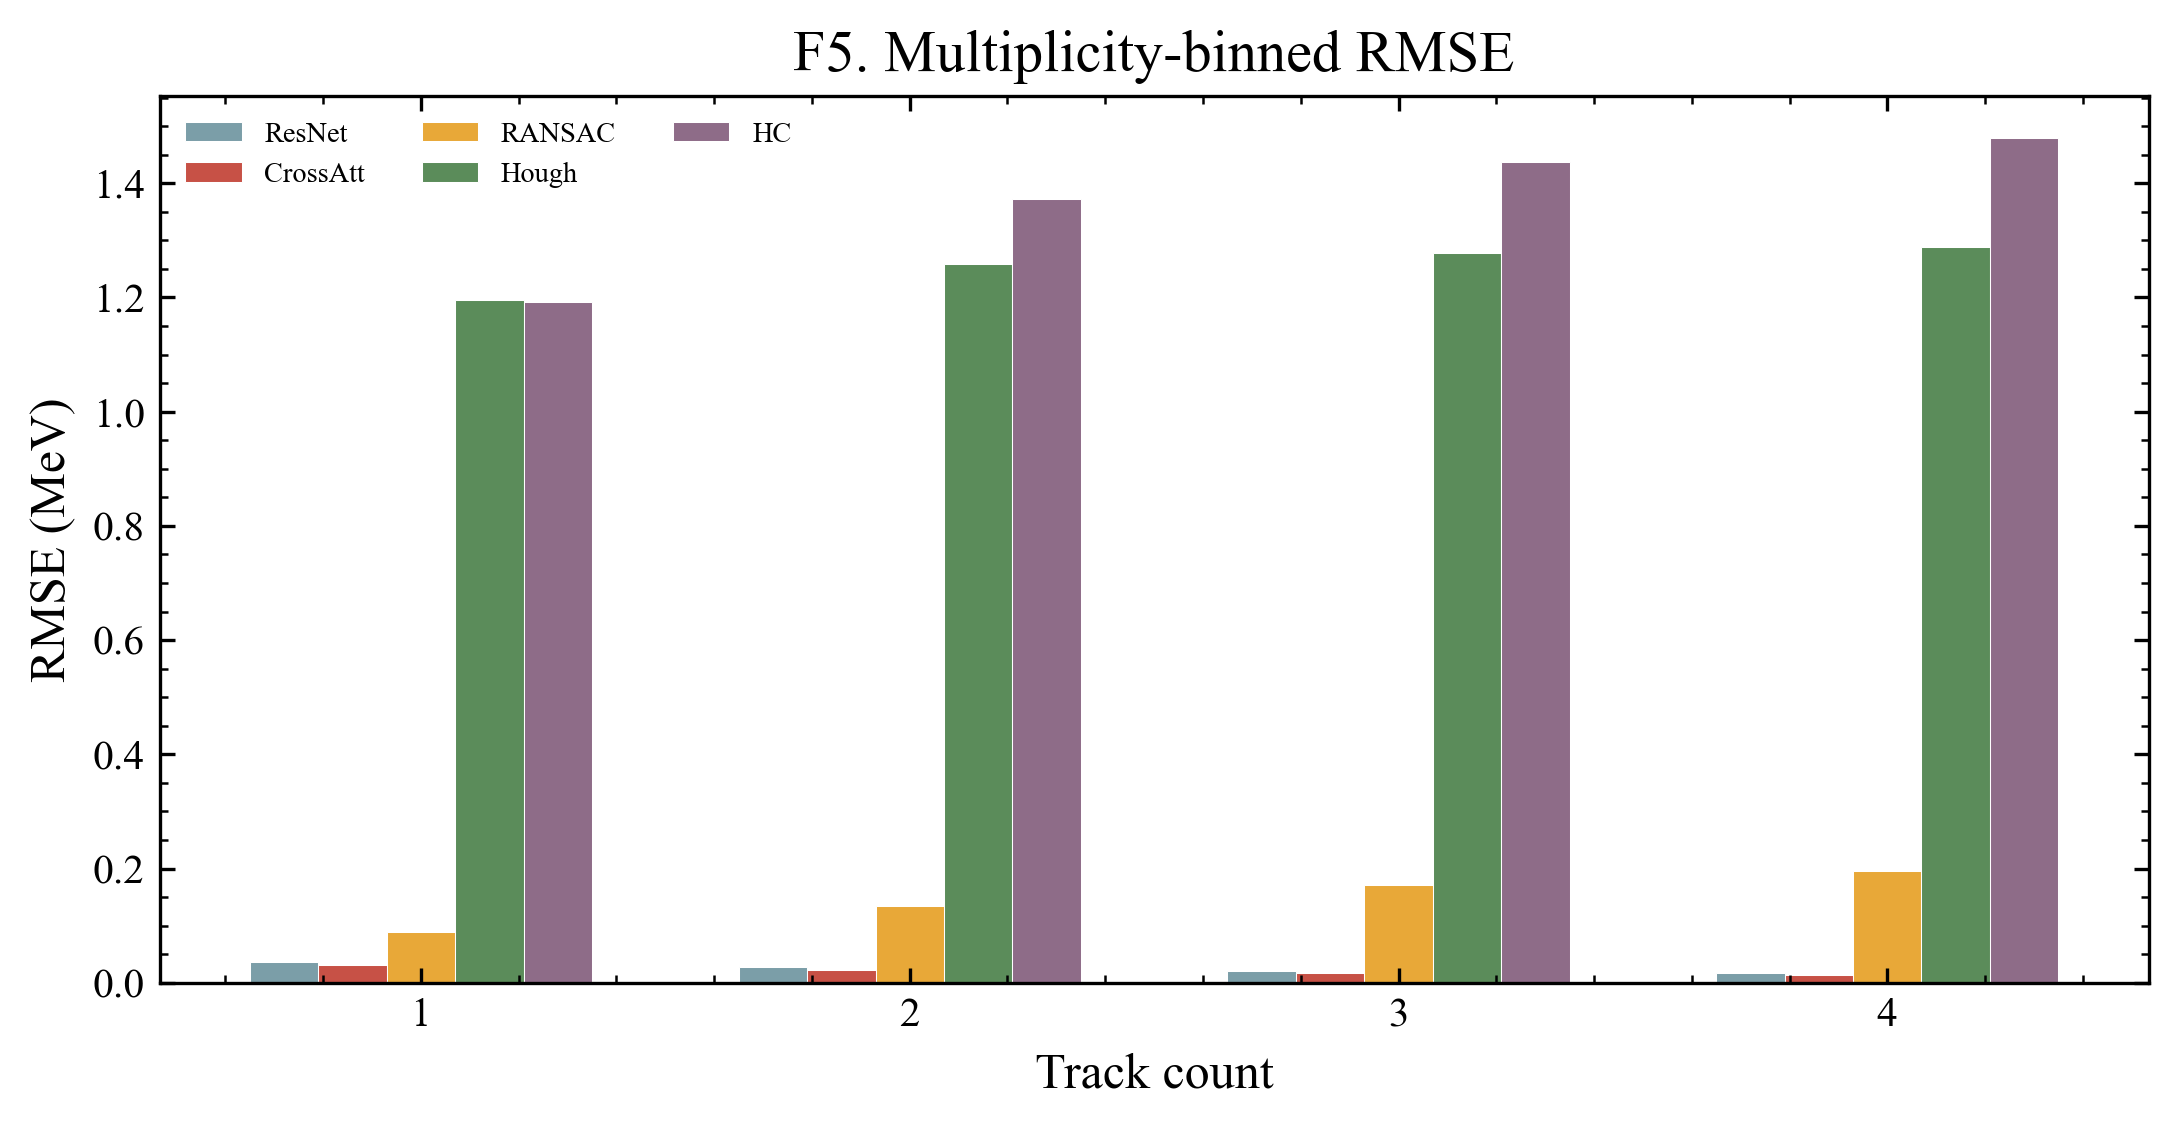 F5. Multiplicity-binned RMSE
ResNet
CrossAtt
RANSAC
Hough
HC
RMSE (MeV)
1.4
1.2
1.0
0.8
0.6
0.4
0.2
0.0
1 2 3 4
Track count